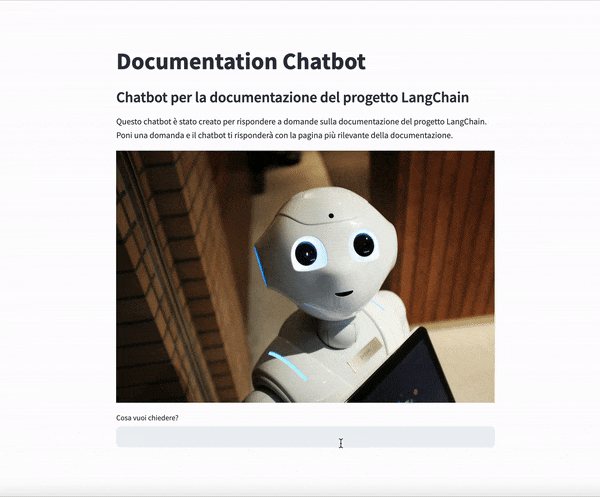 Documentation Chatbot
Chatbot per la documentazione del progetto LangChain
Questo chatbot è stato creato per rispondere a domande sulla documentazione del progetto LangChain.
Poni una domanda e il chatbot ti risponderà con la pagina più rilevante della documentazione.
Cosa vuoi chiedere?